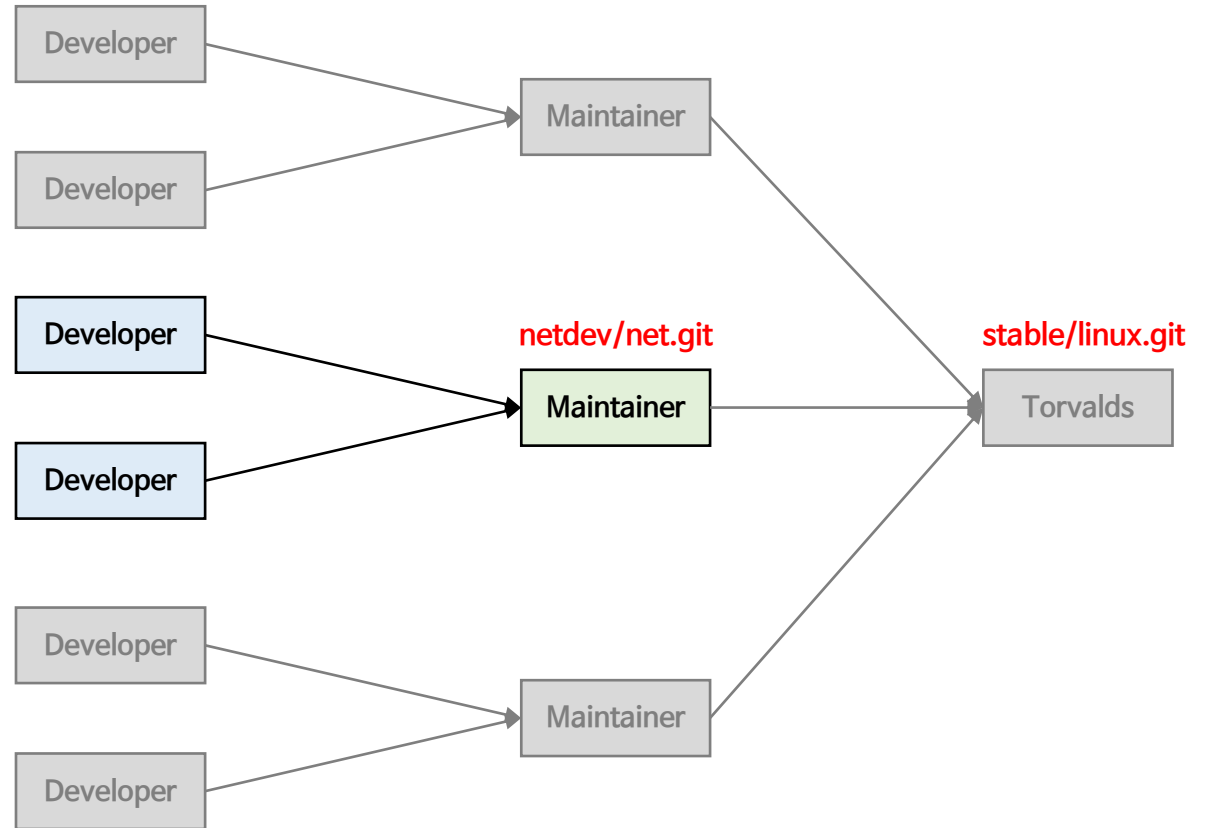 Developer
Maintainer
Developer
Developer
netdev/net.git
stable/linux.git
Maintainer
Torvalds
Developer
Developer
Maintainer
Developer